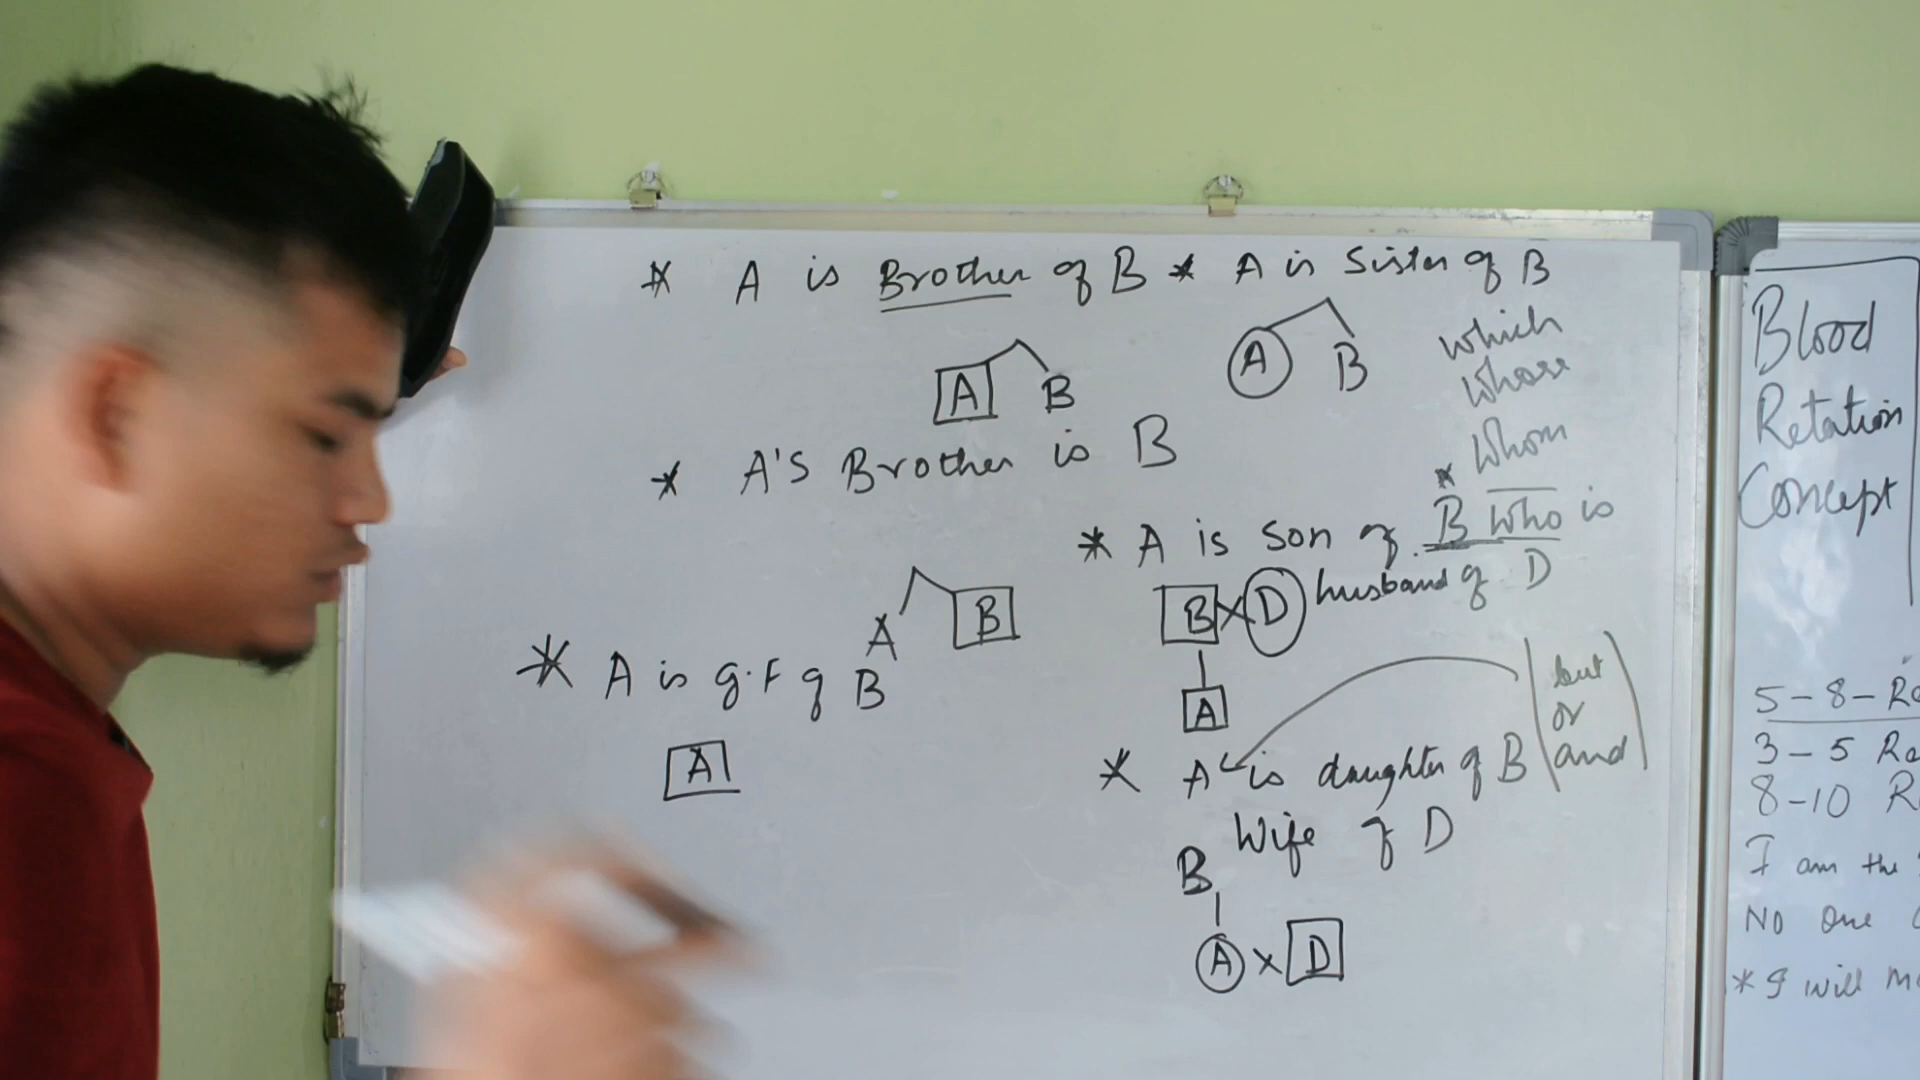 * A is Brother of B * A is Sister of B
A B
A B
which
whose
whom
* A'S Brother is B
A B
* A is son of B who is
husband of D
B x D
A
* A is g.F of B
A
* A is daughter of B
but
or
and
Wife of D
B
A x D
Blood
Retation
Concept
5-8-
3-5
8-10
I am the
No One
* I will